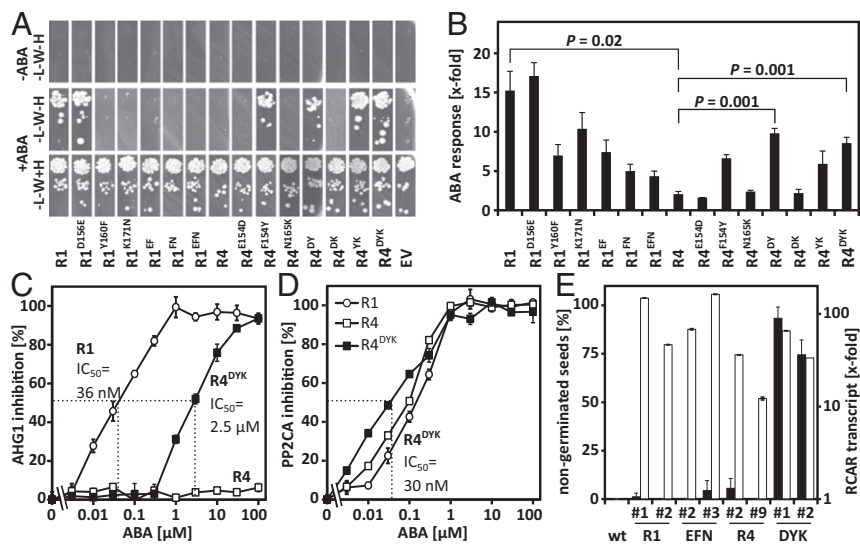 A
-ABA
-L-W-H
+ABA
-L-W-H
-L-W+H
R1
R1D156E
R1Y160F
R1K171N
R1EF
R1FN
R1EFN
R4
R4E154D
R4F154Y
R4N165K
R4DY
R4DK
R4YK
R4DYK
EV
B
ABA response [x-fold]
20
15
10
5
0
P = 0.02
P = 0.001
P = 0.001
R1
R1D156E
R1Y160F
R1K171N
R1EF
R1FN
R1EFN
R4
R4E154D
R4F154Y
R4N165K
R4DY
R4DK
R4YK
R4DYK
C
AHG1 inhibition [%]
100
80
60
40
20
0
R1
IC50=
36 nM
R4DYK
IC50=
2.5 µM
R4
0 0.01 0.1 1 10 100
ABA [µM]
D
PP2CA inhibition [%]
100
80
60
40
20
0
R1
R4
R4DYK
R4DYK
IC50=
30 nM
0 0.01 0.1 1 10 100
ABA [µM]
E
non-germinated seeds [%]
100
75
50
25
0
RCAR transcript [x-fold]
100
10
1
#1 #2 #2 #3 #2 #9 #1 #2
wt R1 EFN R4 DYK